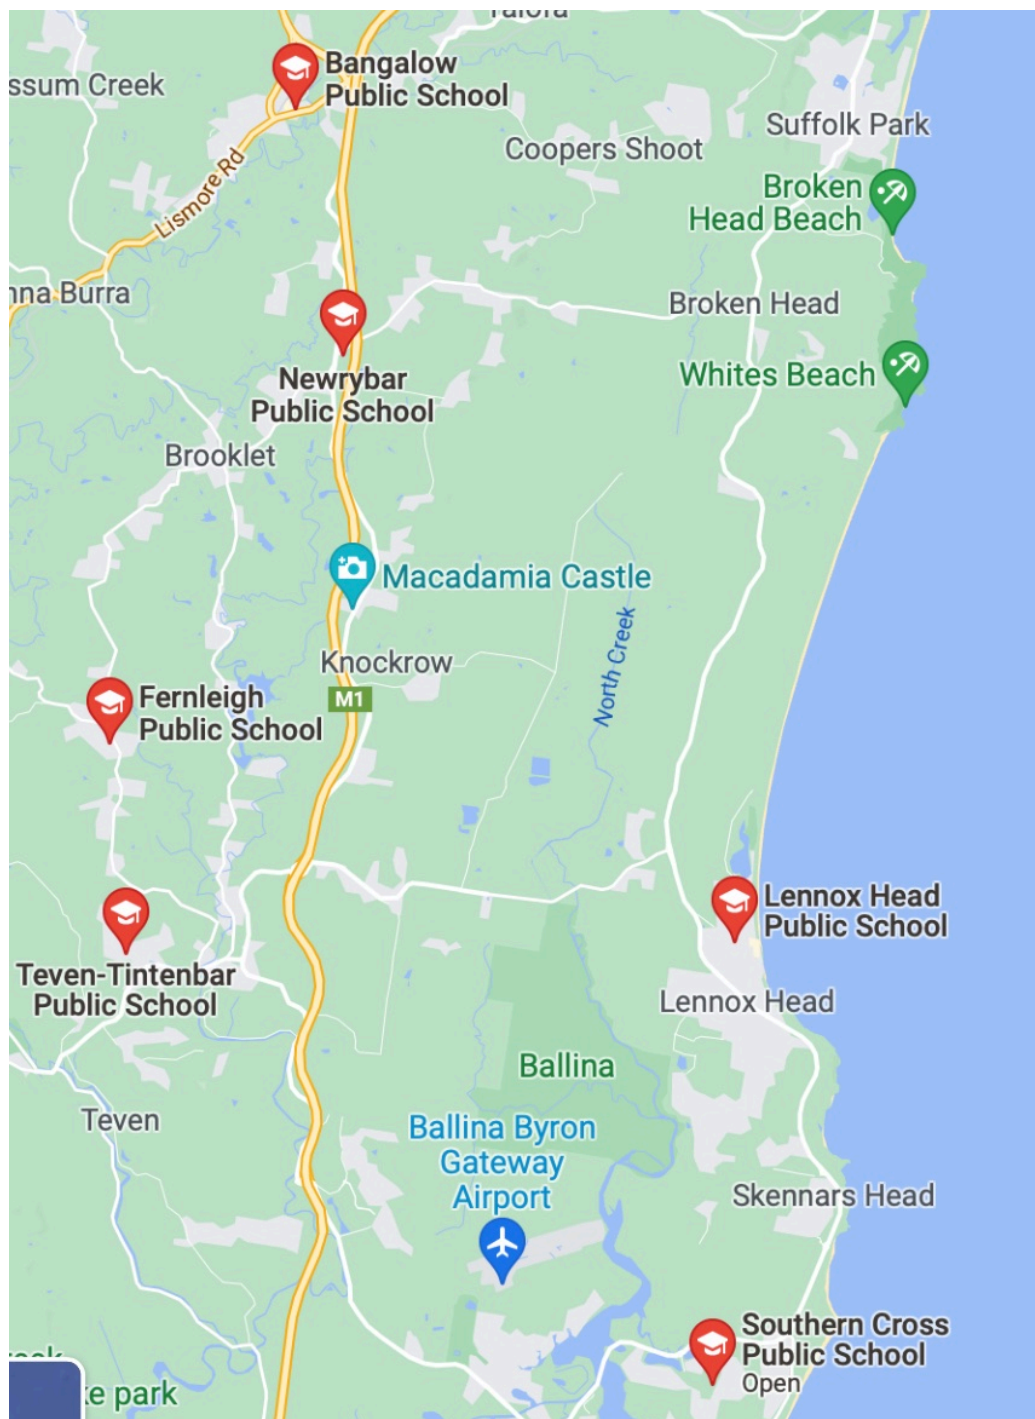 Bangalow
Public School
ssum Creek
Suffolk Park
Coopers Shoot
Lismore Rd
Broken
Head Beach
nna Burra
Broken Head
Whites Beach
Newrybar
Public School
Brooklet
Macadamia Castle
North Creek
Knockrow
M1
Fernleigh
Public School
Lennox Head
Public School
Teven-Tintenbar
Public School
Lennox Head
Ballina
Teven
Ballina Byron
Gateway
Airport
Skennars Head
Southern Cross
Public School
Open
ke park